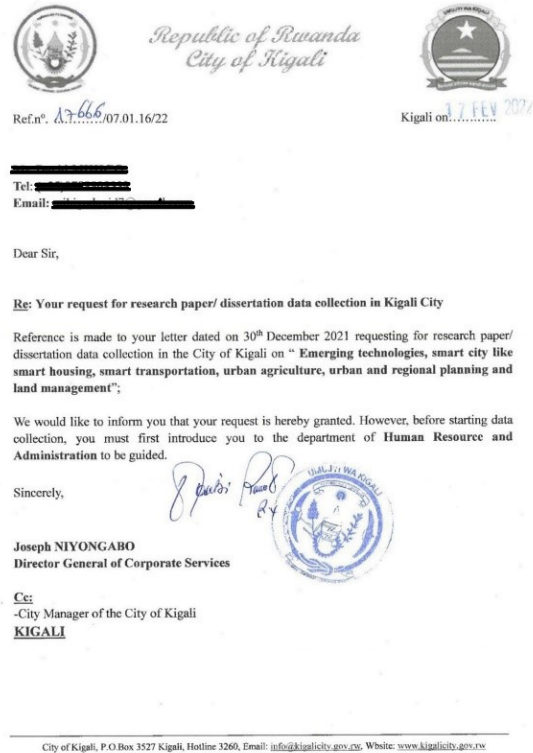 Republic of Rwanda
City of Kigali
UMUJYI WA KIGALI
Ref.nº. 17666/07.01.16/22
Kigali on 17 FEV 2022
Tel:
Email:
Dear Sir,
Re: Your request for research paper/ dissertation data collection in Kigali City
Reference is made to your letter dated on 30th December 2021 requesting for research paper/
dissertation data collection in the City of Kigali on “ Emerging technologies, smart city like
smart housing, smart transportation, urban agriculture, urban and regional planning and
land management”;
We would like to inform you that your request is hereby granted. However, before starting data
collection, you must first introduce you to the department of Human Resource and
Administration to be guided.
Sincerely,
UMUJYI WA KIGALI
Joseph NIYONGABO
Director General of Corporate Services
Cc:
-City Manager of the City of Kigali
KIGALI
City of Kigali, P.O.Box 3527 Kigali, Hotline 3260, Email: info@kigalicity.gov.rw, Wbsite: www.kigalicity.gov.rw